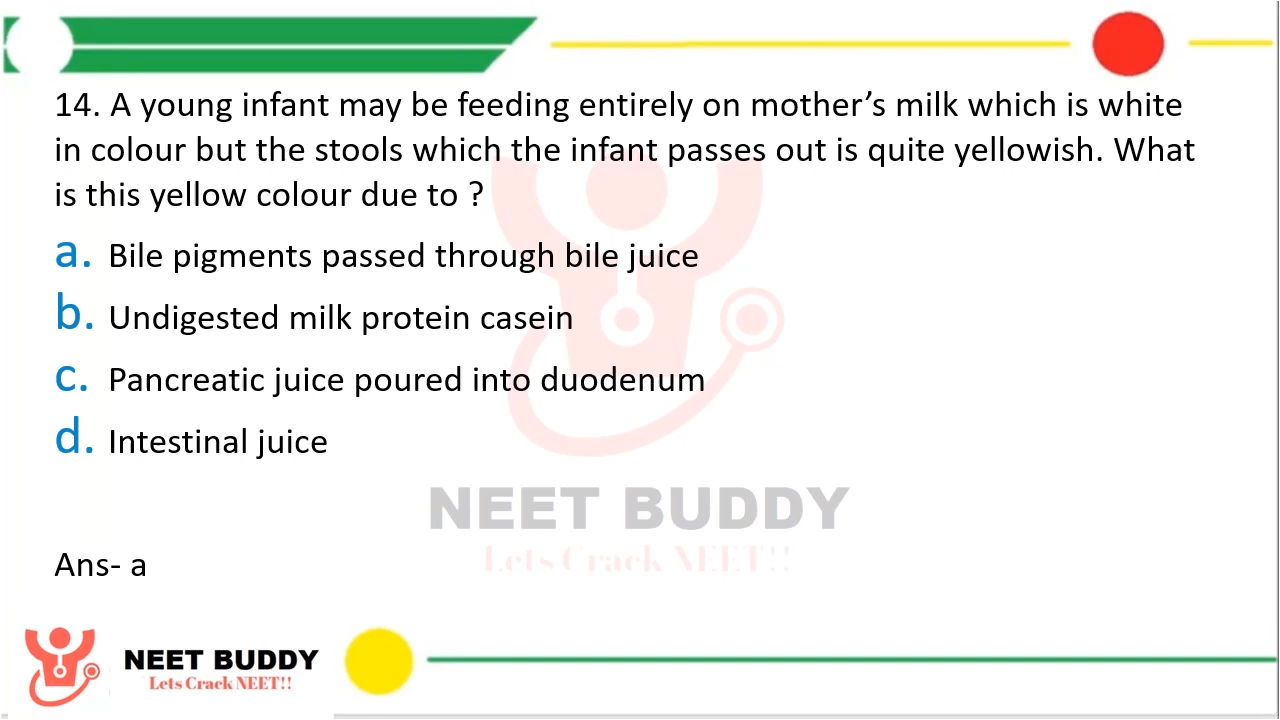 14. A young infant may be feeding entirely on mother’s milk which is white
in colour but the stools which the infant passes out is quite yellowish. What
is this yellow colour due to ?
a. Bile pigments passed through bile juice
b. Undigested milk protein casein
c. Pancreatic juice poured into duodenum
d. Intestinal juice
NEET BUDDY
Lets Crack NEET!!
Ans- a
NEET BUDDY
Lets Crack NEET!!